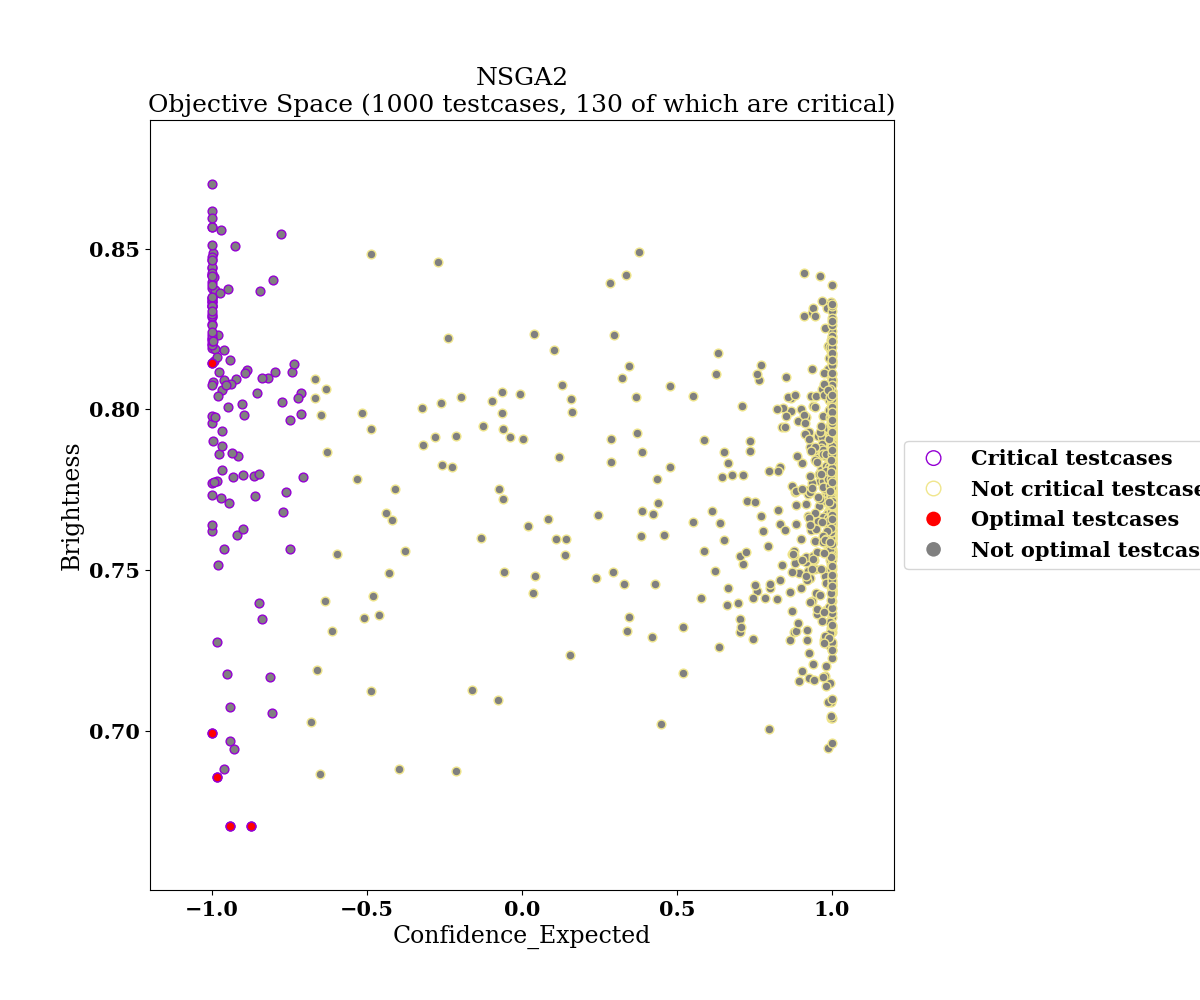 NSGA2
Objective Space (1000 testcases, 130 of which are critical)
0.85
0.80
0.75
0.70
Brightness
−1.0
−0.5
0.0
0.5
1.0
Confidence_Expected
Critical testcases
Not critical testcase
Optimal testcases
Not optimal testcas